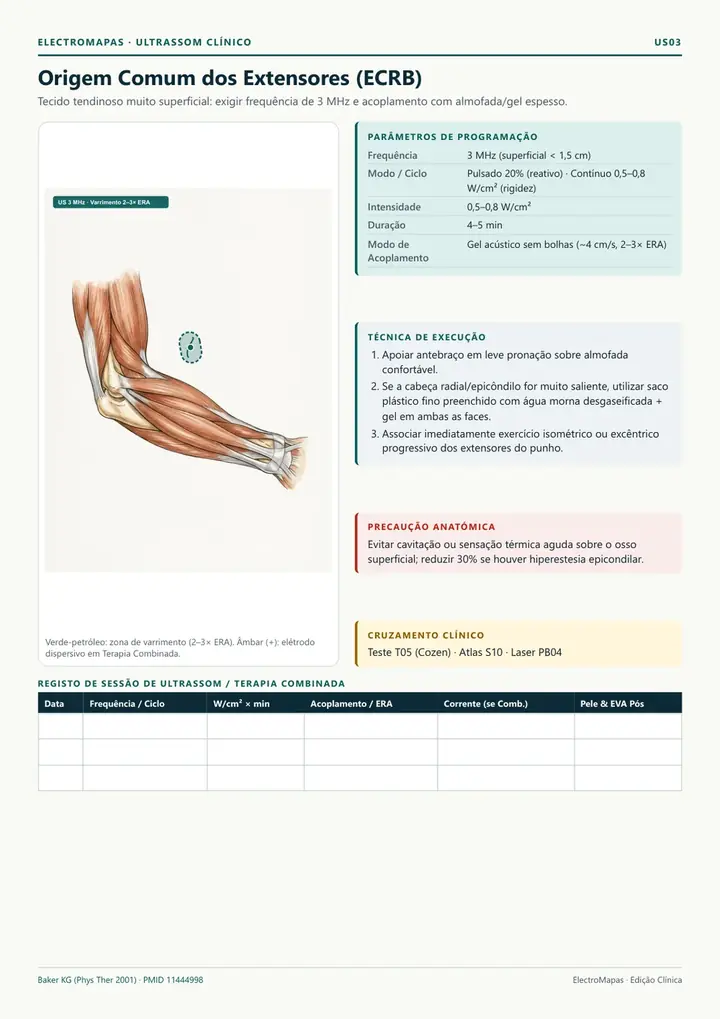 ELECTROMAPAS · ULTRASSOM CLÍNICO
US03
Origem Comum dos Extensores (ECRB)
Tecido tendinoso muito superficial: exigir frequência de 3 MHz e acoplamento com almofada/gel espesso.
US 3 MHz · Varrimento 2–3× ERA
Verde-petróleo: zona de varrimento (2–3× ERA). Âmbar (+): elétrodo
dispersivo em Terapia Combinada.
PARÂMETROS DE PROGRAMAÇÃO
Frequência 3 MHz (superficial < 1,5 cm)
Modo / Ciclo Pulsado 20% (reativo) · Contínuo 0,5–0,8
W/cm² (rigidez)
Intensidade 0,5–0,8 W/cm²
Duração 4–5 min
Modo de Gel acústico sem bolhas (~4 cm/s, 2–3× ERA)
Acoplamento
TÉCNICA DE EXECUÇÃO
1. Apoiar antebraço em leve pronação sobre almofada
confortável.
2. Se a cabeça radial/epicôndilo for muito saliente, utilizar saco
plástico fino preenchido com água morna desgaseificada +
gel em ambas as faces.
3. Associar imediatamente exercício isométrico ou excêntrico
progressivo dos extensores do punho.
PRECAUÇÃO ANATÓMICA
Evitar cavitação ou sensação térmica aguda sobre o osso
superficial; reduzir 30% se houver hiperestesia epicondilar.
CRUZAMENTO CLÍNICO
Teste T05 (Cozen) · Atlas S10 · Laser PB04
REGISTO DE SESSÃO DE ULTRASSOM / TERAPIA COMBINADA
Data Frequência / Ciclo W/cm² × min Acoplamento / ERA Corrente (se Comb.) Pele & EVA Pós
Baker KG (Phys Ther 2001) · PMID 11444998
ElectroMapas · Edição Clínica